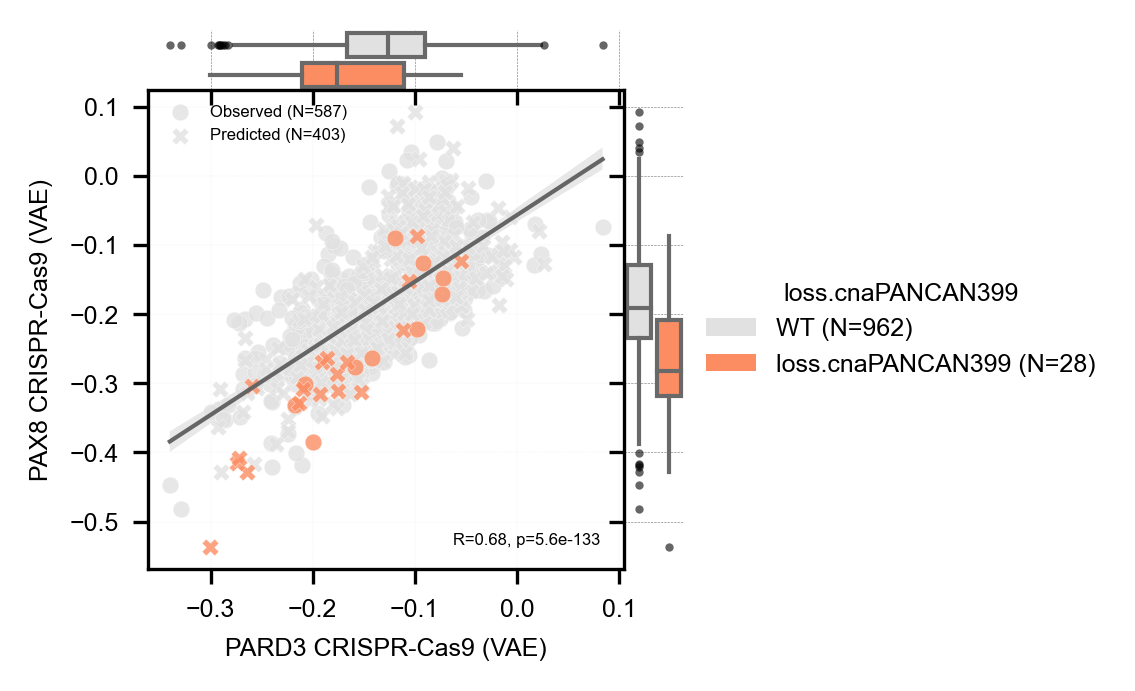 Observed (N=587)
Predicted (N=403)
0.1
0.0
−0.1
−0.2
−0.3
−0.4
−0.5
PAX8 CRISPR-Cas9 (VAE)
R=0.68, p=5.6e-133
−0.3
−0.2
−0.1
0.0
0.1
PARD3 CRISPR-Cas9 (VAE)
loss.cnaPANCAN399
WT (N=962)
loss.cnaPANCAN399 (N=28)